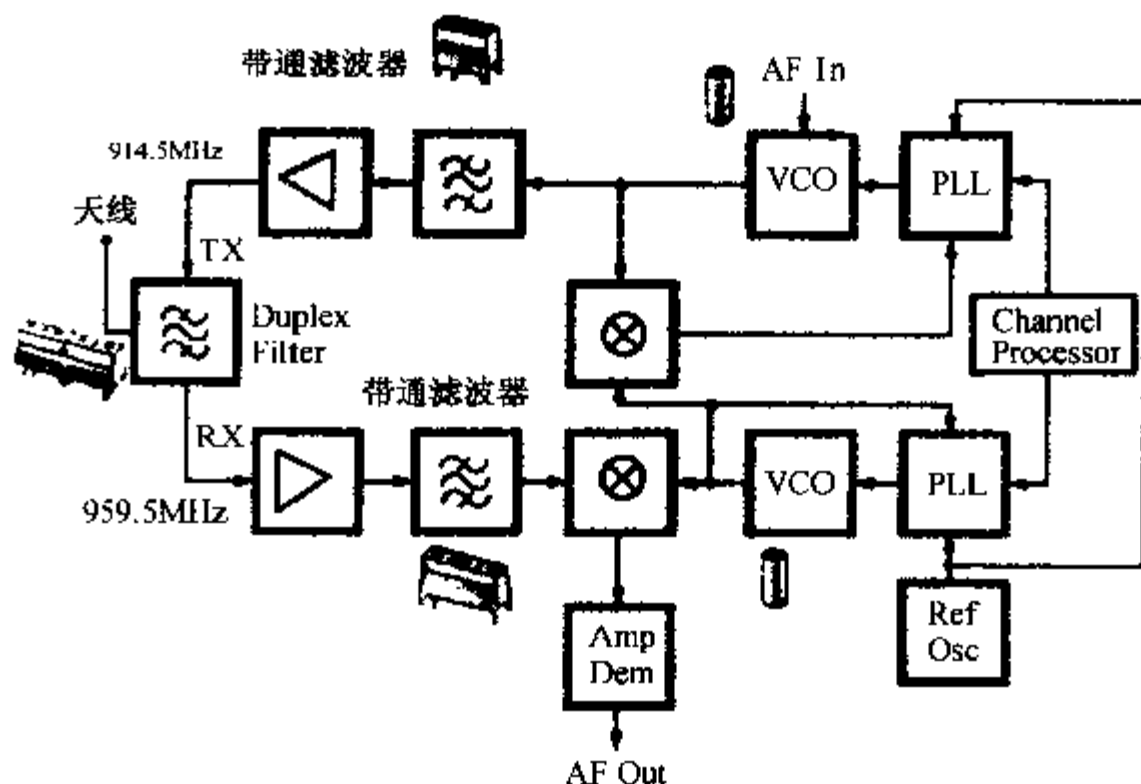 带通滤波器
AF In
914.5MHz
VCO
PLL
天线
TX
Duplex
Filter
Channel
Processor
带通滤波器
RX
959.5MHz
VCO
PLL
Amp
Dem
Ref
Osc
AF Out